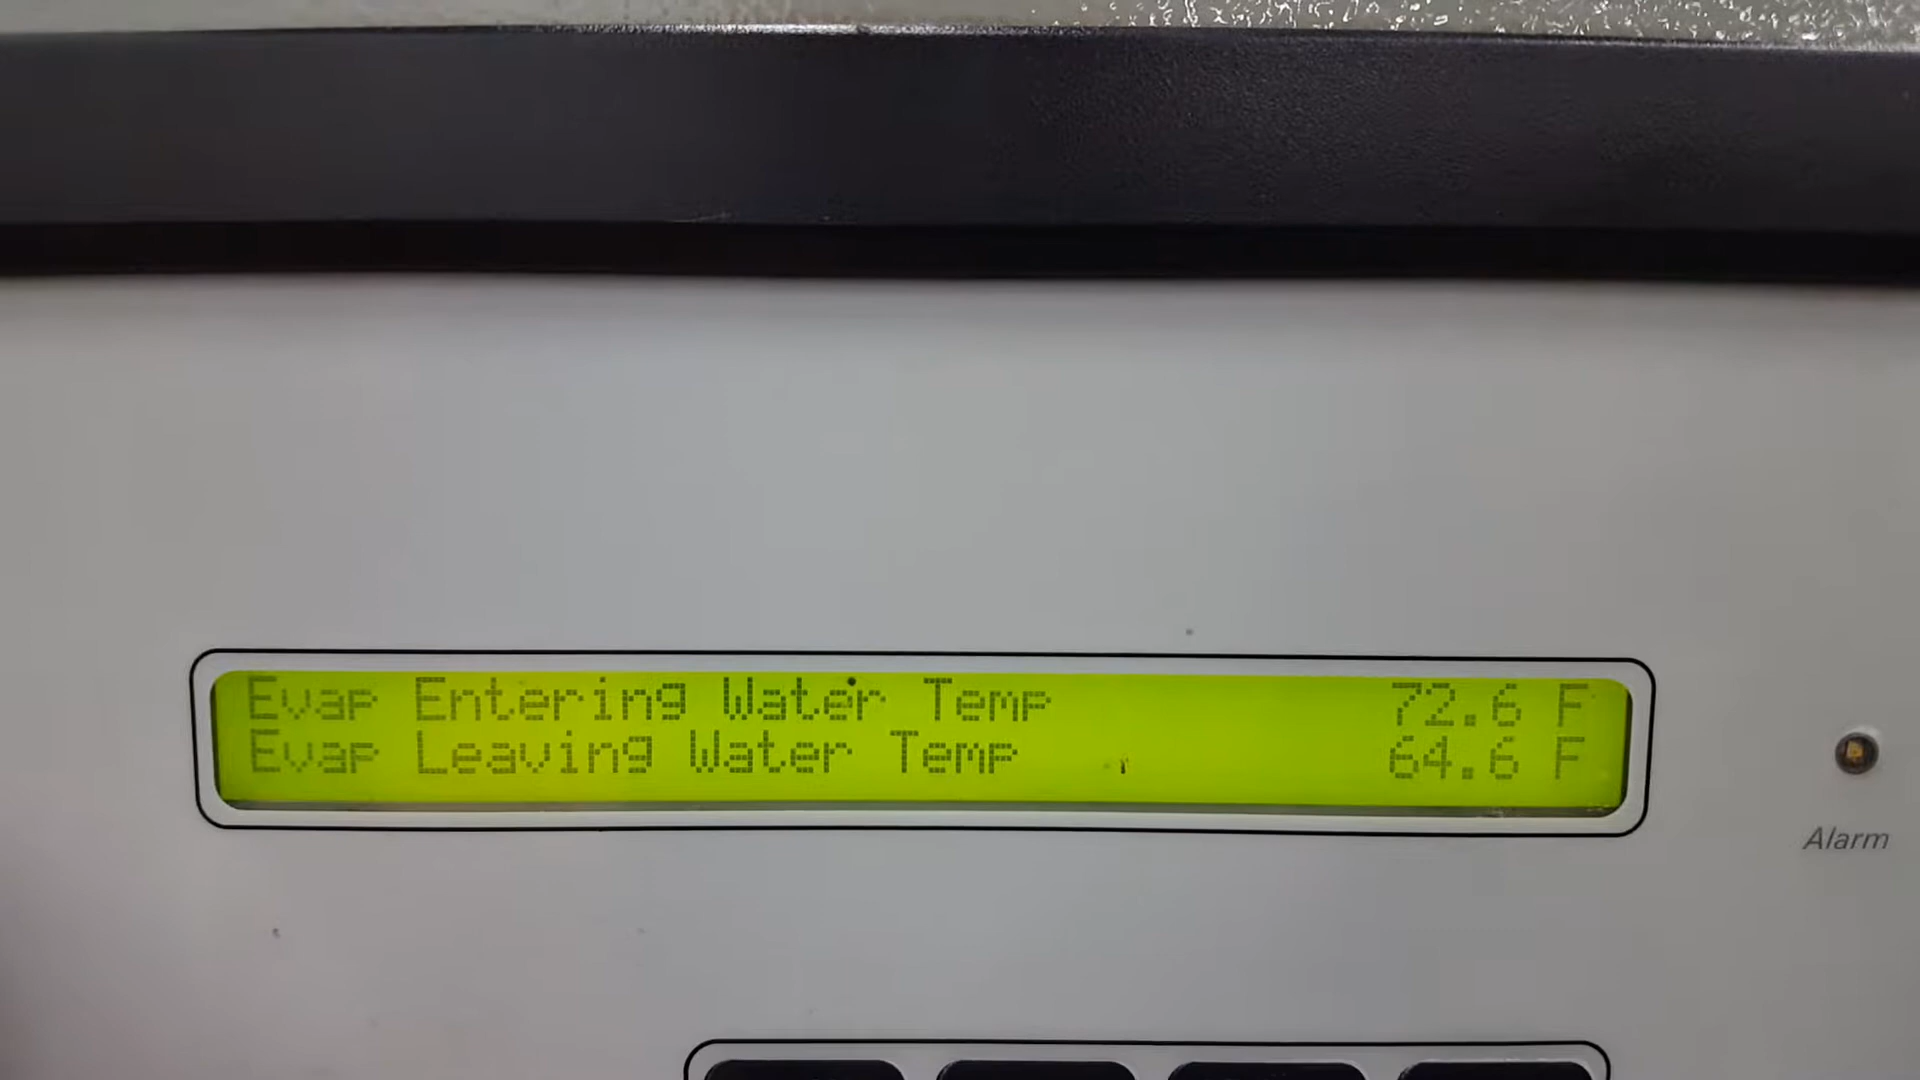 Evap Entering Water Temp 72.6 F
Evap Leaving Water Temp 64.6 F
Alarm